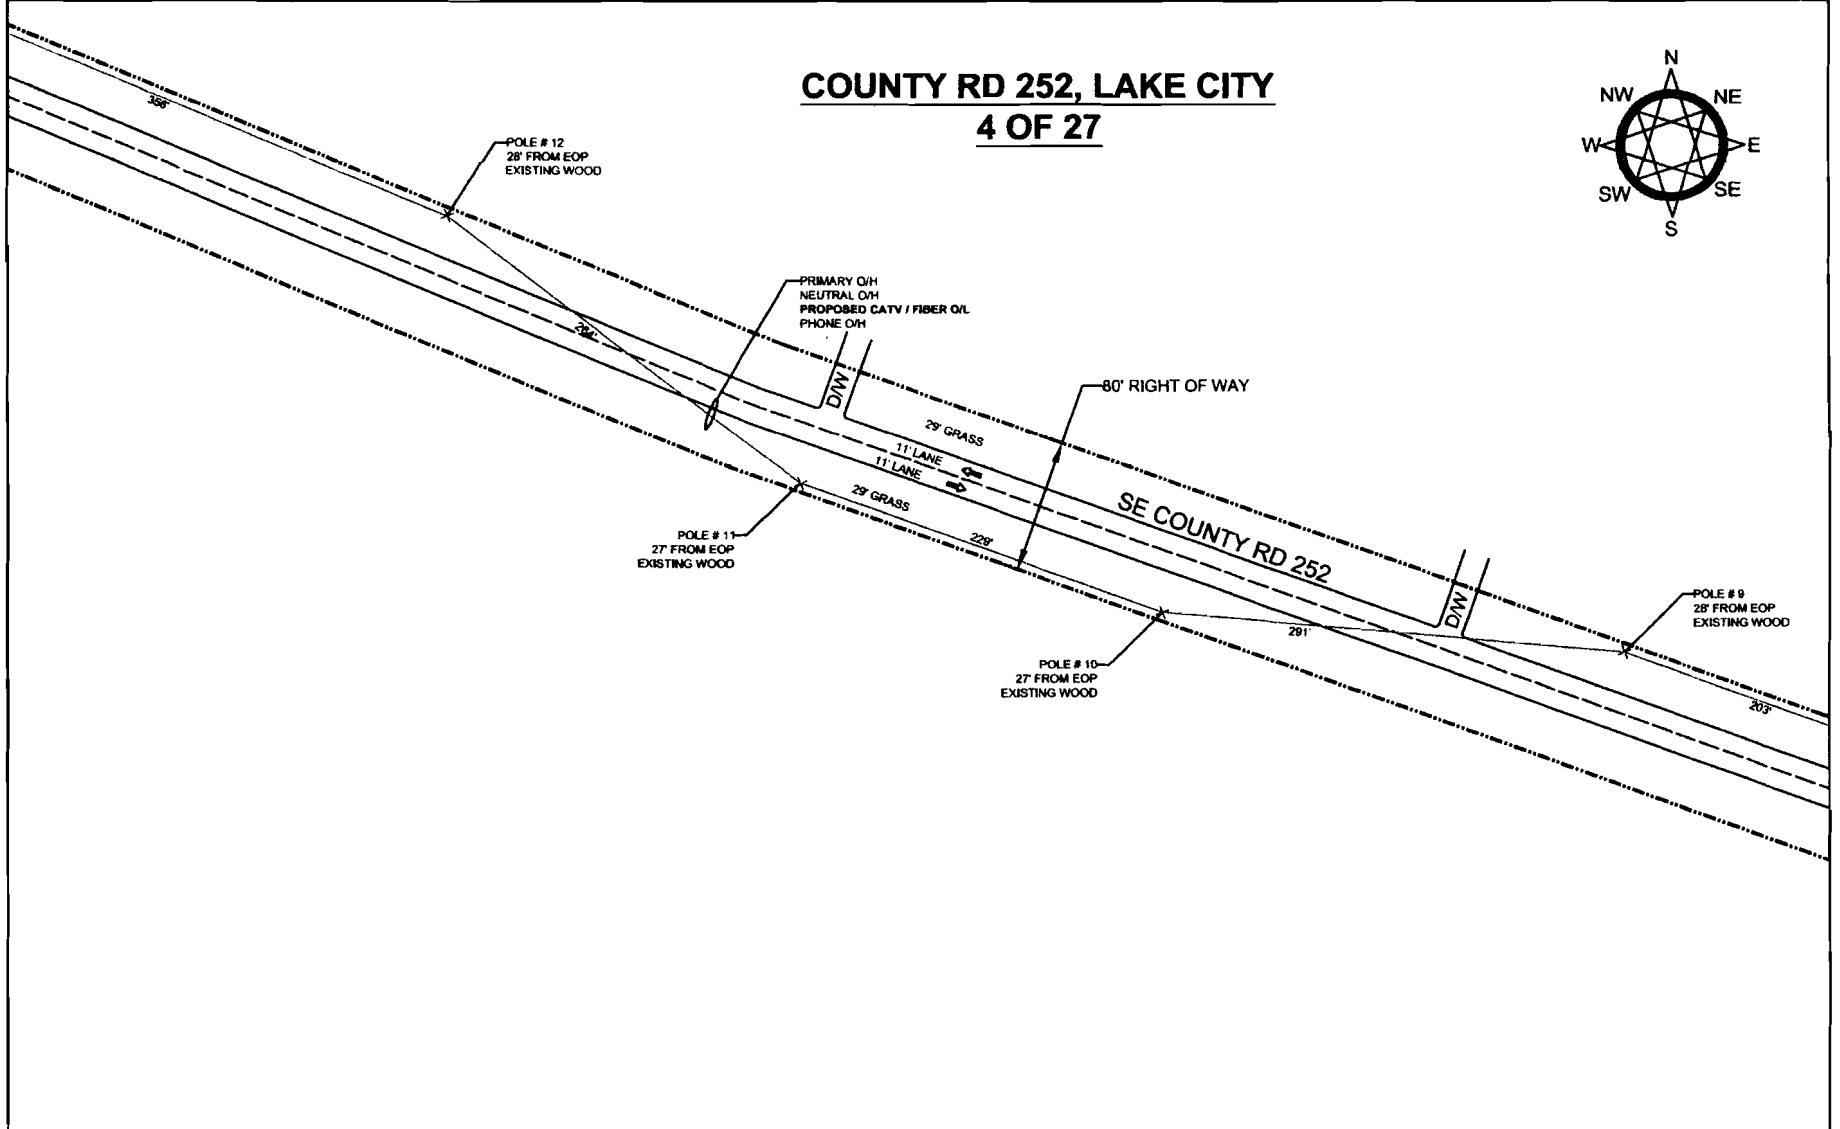 COUNTY RD 252, LAKE CITY
4 OF 27
N
NW
NE
W
E
SW
SE
S
356'
POLE # 12
28' FROM EOP
EXISTING WOOD
PRIMARY O/H
NEUTRAL O/H
PROPOSED CATV / FIBER O/L
PHONE O/H
264'
D/W
80' RIGHT OF WAY
29' GRASS
11' LANE
11' LANE
29' GRASS
SE COUNTY RD 252
POLE # 11
27' FROM EOP
EXISTING WOOD
229'
D/W
POLE # 9
28' FROM EOP
EXISTING WOOD
291'
POLE # 10
27' FROM EOP
EXISTING WOOD
203'